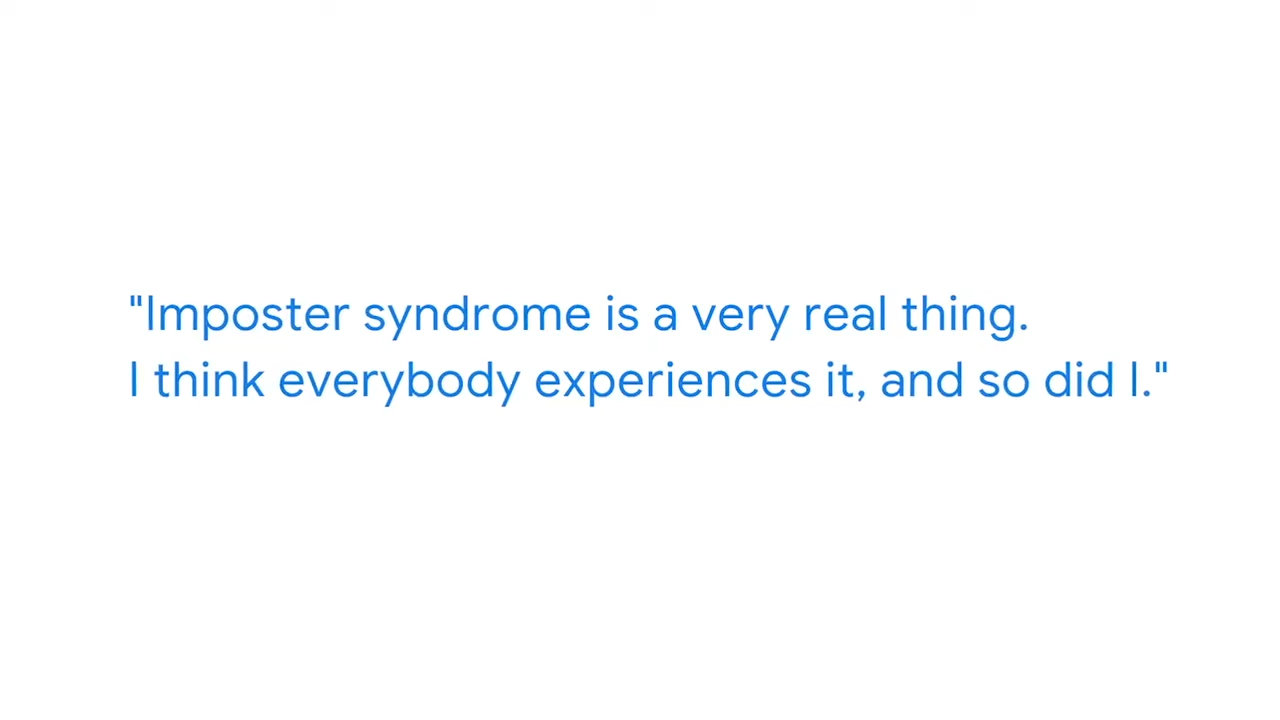 "Imposter syndrome is a very real thing.
I think everybody experiences it, and so did I."